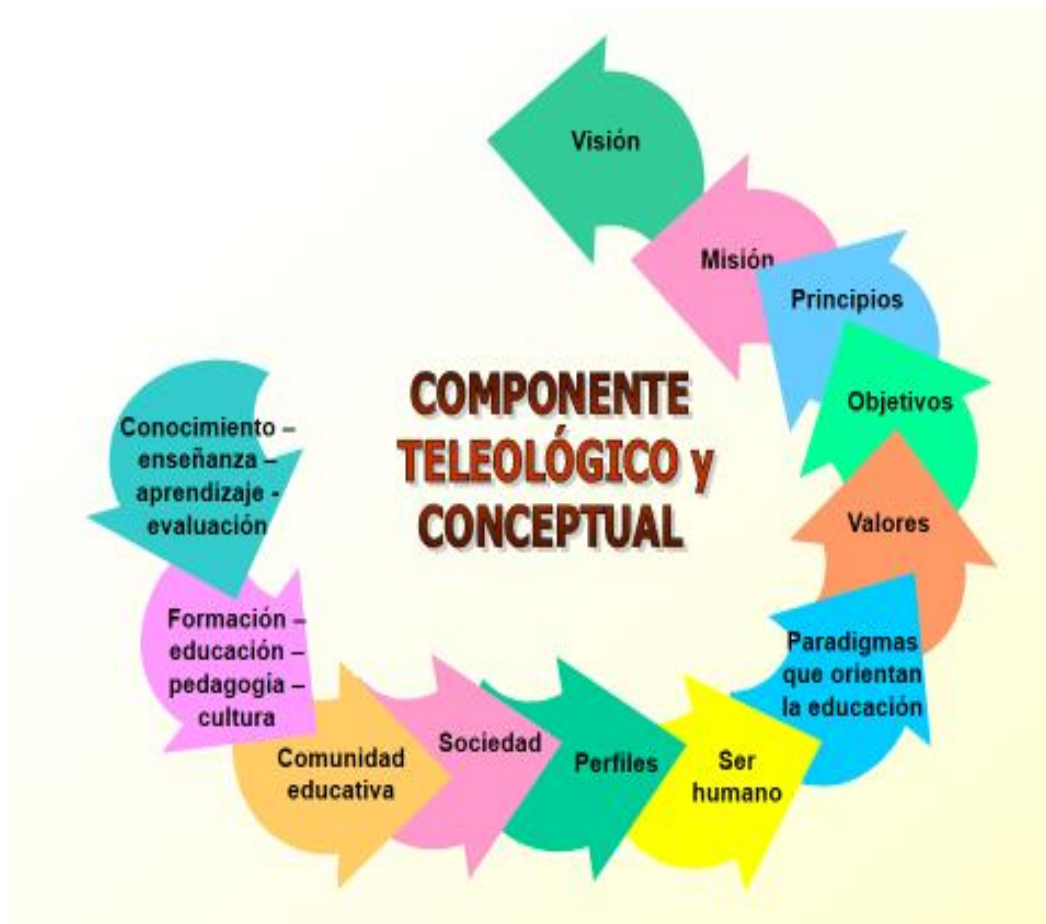 Visión
Misión
Principios
Objetivos
Valores
Paradigmas
que orientan
la educación
Ser
humano
Perfiles
Sociedad
Comunidad
educativa
Formación –
educación –
pedagogía –
cultura
Conocimiento –
enseñanza –
aprendizaje -
evaluación
COMPONENTE
TELEOLÓGICO y
CONCEPTUAL